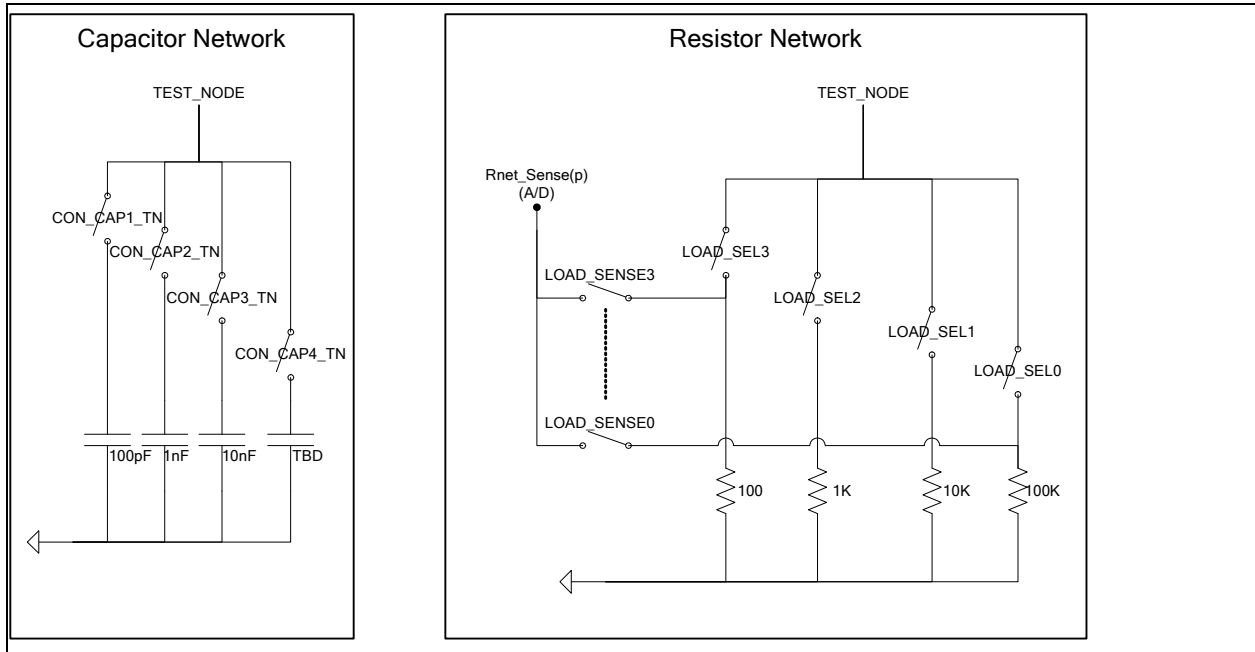 Capacitor Network
TEST_NODE
CON_CAP1_TN
CON_CAP2_TN
CON_CAP3_TN
CON_CAP4_TN
100pF
1nF
10nF
TBD
Resistor Network
TEST_NODE
Rnet_Sense(p)
(A/D)
LOAD_SEL3
LOAD_SENSE3
LOAD_SEL2
LOAD_SEL1
LOAD_SEL0
LOAD_SENSE0
100
1K
10K
100K